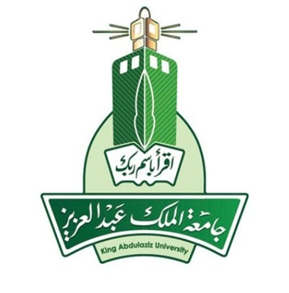 اقرأ باسم ربك
جامعة الملك عبد العزيز
King Abdulaziz University